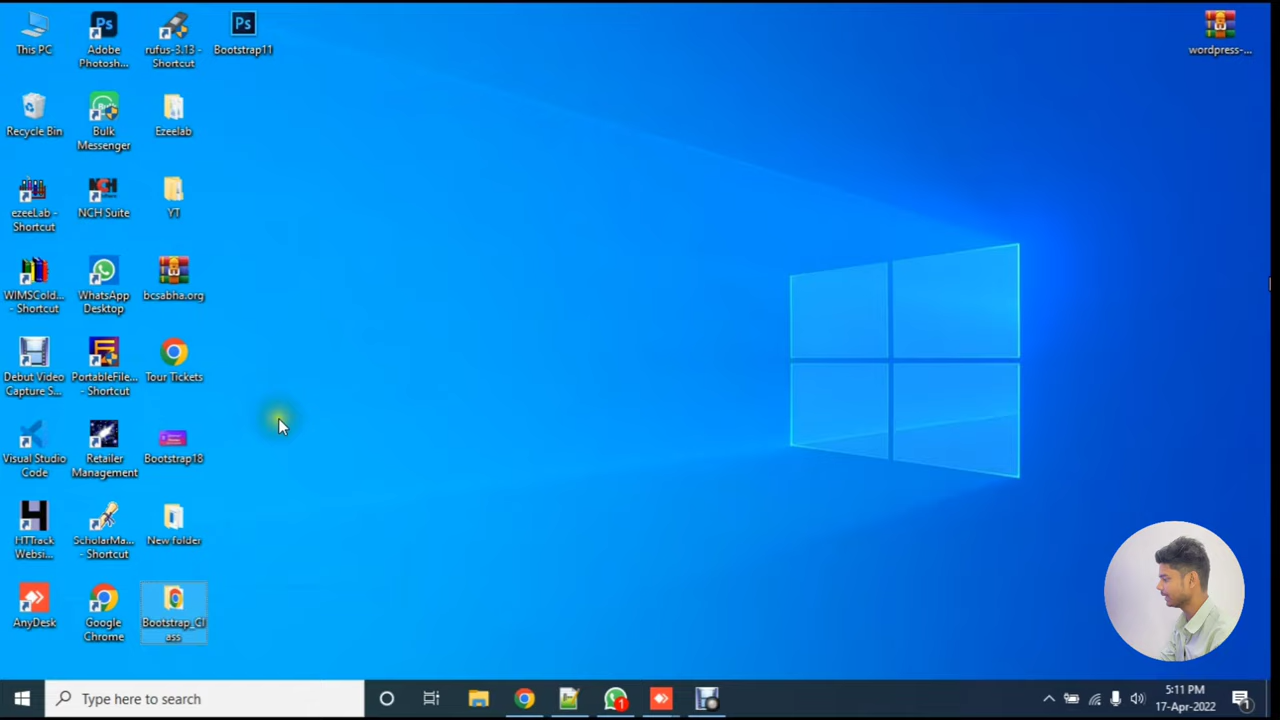 This PC
Adobe
Photosh...
rufus-3.13 -
Shortcut
Bootstrap11
wordpress-...
Recycle Bin
Bulk
Messenger
Ezeelab
ezeeLab -
Shortcut
NCH Suite
YT
WIMSCold...
- Shortcut
WhatsApp
Desktop
bcsabha.org
Debut Video
Capture S...
PortableFile...
- Shortcut
Tour Tickets
Visual Studio
Code
Retailer
Management
Bootstrap18
HTTrack
Websi...
ScholarMa...
- Shortcut
New folder
AnyDesk
Google
Chrome
Bootstrap_Cl
ass
Type here to search
5:11 PM
17-Apr-2022